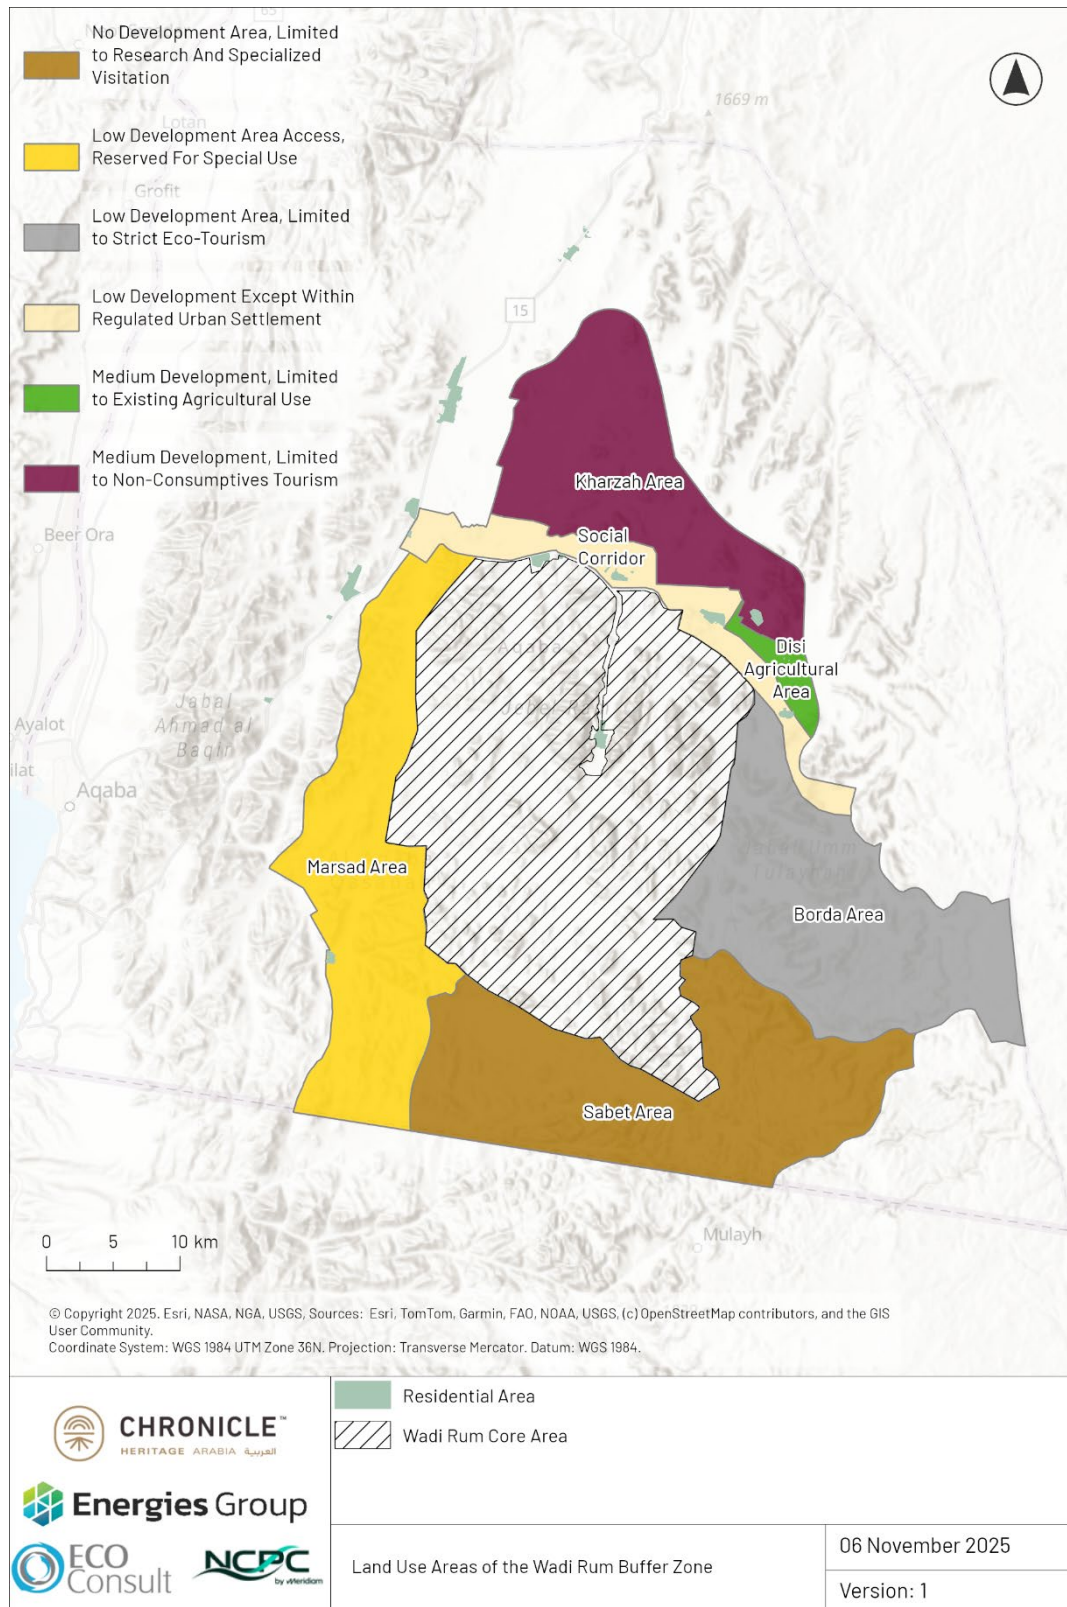 No Development Area, Limited
to Research And Specialized
Visitation
Low Development Area Access,
Reserved For Special Use
Low Development Area, Limited
to Strict Eco-Tourism
Low Development Except Within
Regulated Urban Settlement
Medium Development, Limited
to Existing Agricultural Use
Medium Development, Limited
to Non-Consumptives Tourism
65
Lotan
Grofit
1669 m
15
Beer Ora
Kharzah Area
Social
Corridor
Disi
Agricultural
Area
Jabal
Ahmad al
Baqir
Ayalot
ilat
Aqaba
Aqaba
Marsad Area
Borda Area
Sabet Area
Mulayh
0 5 10 km
© Copyright 2025. Esri, NASA, NGA, USGS, Sources: Esri, TomTom, Garmin, FAO, NOAA, USGS, (c) OpenStreetMap contributors, and the GIS
User Community.
Coordinate System: WGS 1984 UTM Zone 36N. Projection: Transverse Mercator. Datum: WGS 1984.
CHRONICLE™
HERITAGE ARABIA العربية
Energies Group
ECO
Consult
NCPC
by Meridiam
Residential Area
Wadi Rum Core Area
Land Use Areas of the Wadi Rum Buffer Zone
06 November 2025
Version: 1